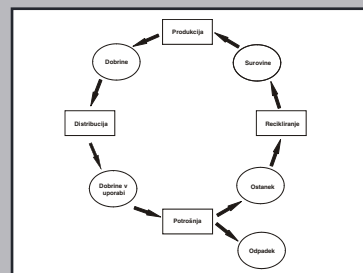 Produkcija
Dobrine
Surovine
Distribucija
Recikliranje
Dobrine v
uporabi
Ostanek
Potrošnja
Odpadek